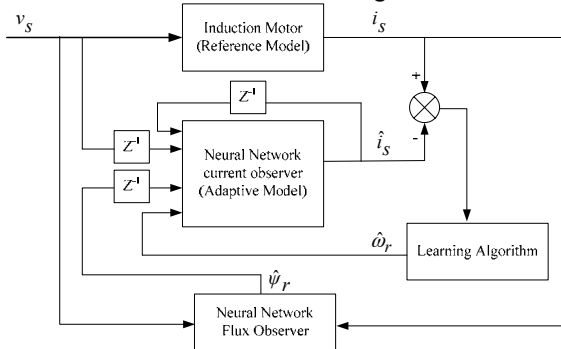 v_s
Induction Motor
(Reference Model)
i_s
Z⁻¹
+
Z⁻¹
Neural Network
current observer
(Adaptive Model)
î_s
-
Z⁻¹
ω̂_r
Learning Algorithm
ψ̂_r
Neural Network
Flux Observer